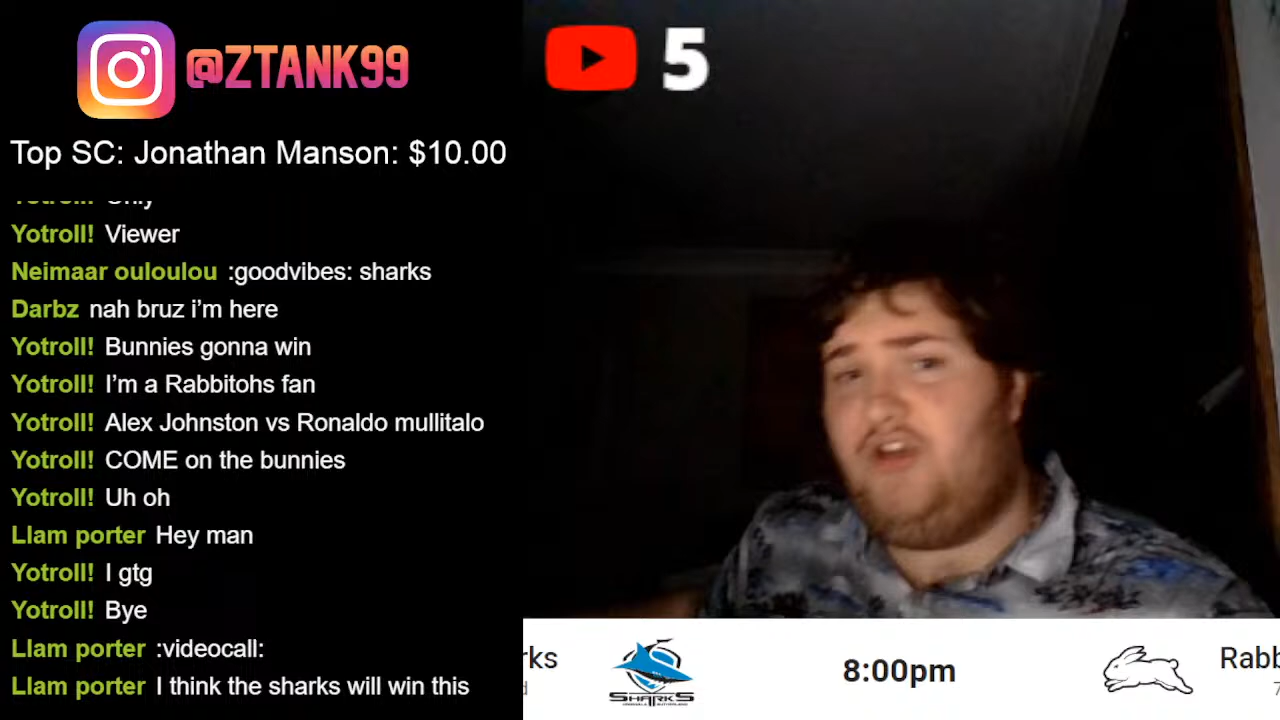 @ZTANK99
5
Top SC: Jonathan Manson: $10.00
Yotroll! Only
Yotroll! Viewer
Neimaar ouloulou :goodvibes: sharks
Darbz nah bruz i’m here
Yotroll! Bunnies gonna win
Yotroll! I’m a Rabbitohs fan
Yotroll! Alex Johnston vs Ronaldo mullitalo
Yotroll! COME on the bunnies
Yotroll! Uh oh
Llam porter Hey man
Yotroll! I gtg
Yotroll! Bye
Llam porter :videocall:
Llam porter I think the sharks will win this
rks
SHARKS
8:00pm
Rabb